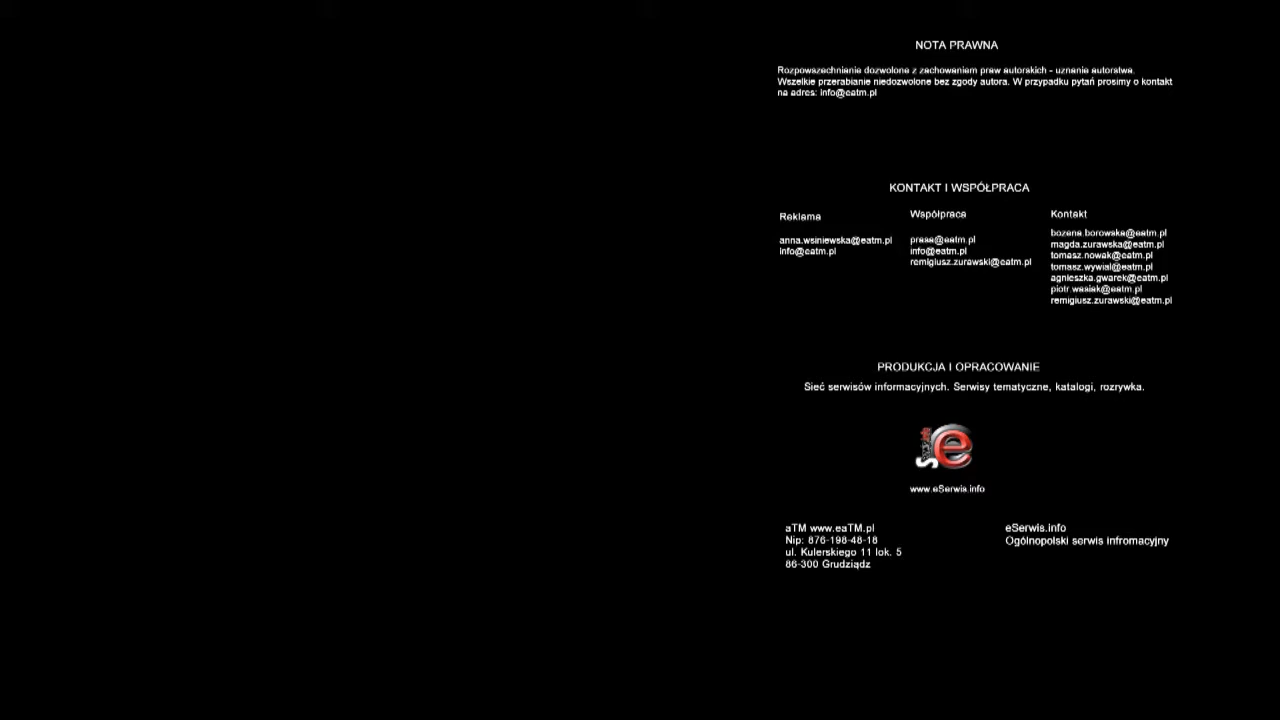 NOTA PRAWNA
Rozpowszechnianie dozwolone z zachowaniem praw autorskich - uznanie autorstwa.
Wszelkie przerabianie niedozwolone bez zgody autora. W przypadku pytań prosimy o kontakt
na adres: info@eatm.pl
KONTAKT I WSPÓŁPRACA
Reklama
anna.wsiniewska@eatm.pl
info@eatm.pl
Współpraca
prasa@eatm.pl
info@eatm.pl
remigiusz.zurawski@eatm.pl
Kontakt
bozena.borowska@eatm.pl
magda.zurawska@eatm.pl
tomasz.nowak@eatm.pl
tomasz.wywial@eatm.pl
agnieszka.gwarek@eatm.pl
piotr.wasiak@eatm.pl
remigiusz.zurawski@eatm.pl
PRODUKCJA I OPRACOWANIE
Sieć serwisów informacyjnych. Serwisy tematyczne, katalogi, rozrywka.
e
www.eSerwis.info
aTM www.eaTM.pl
Nip: 876-198-48-18
ul. Kulerskiego 11 lok. 5
86-300 Grudziądz
eSerwis.info
Ogólnopolski serwis infromacyjny